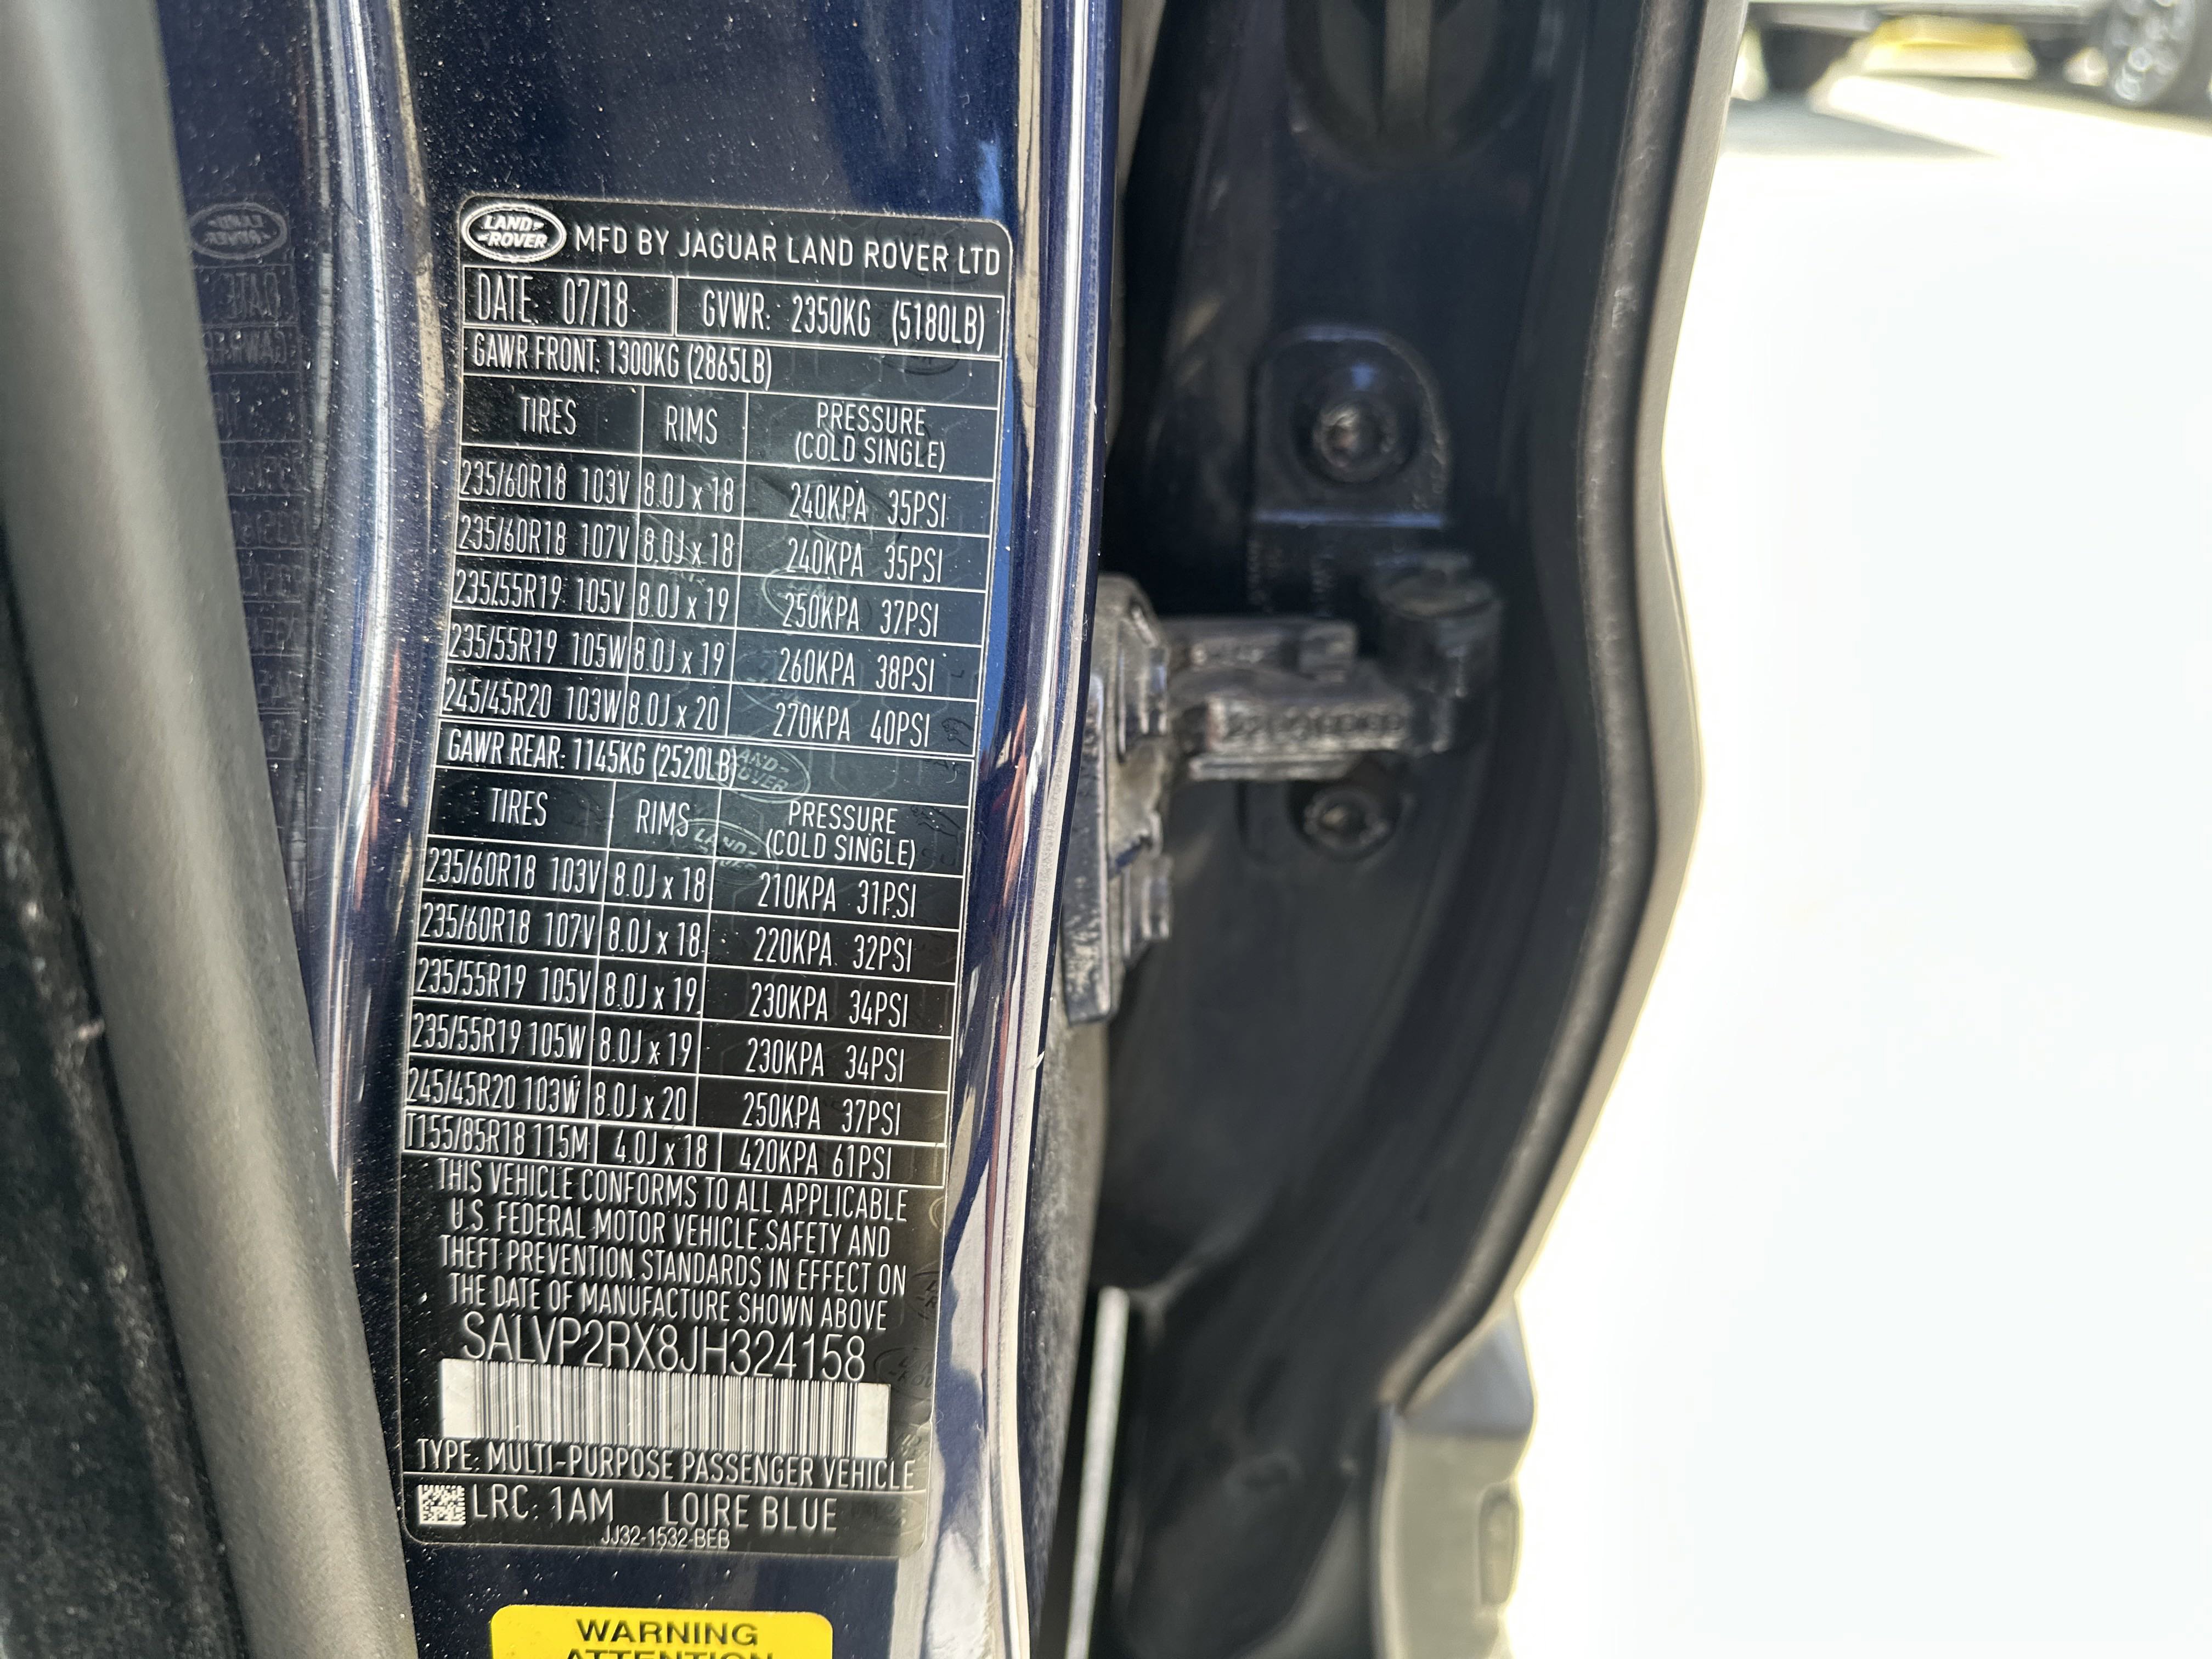 LAND ROVER MFD BY JAGUAR LAND ROVER LTD
DATE: 07/18 GVWR: 2350KG (5180LB)
GAWR FRONT: 1300KG (2865LB)
TIRES RIMS PRESSURE
(COLD SINGLE)
235/60R18 103V 8.0J x 18 240KPA 35PSI
235/60R18 107V 8.0J x 18 240KPA 35PSI
235/55R19 105V 8.0J x 19 250KPA 37PSI
235/55R19 105W 8.0J x 19 260KPA 38PSI
245/45R20 103W 8.0J x 20 270KPA 40PSI
GAWR REAR: 1145KG (2520LB)
TIRES RIMS PRESSURE
(COLD SINGLE)
235/60R18 103V 8.0J x 18 210KPA 31PSI
235/60R18 107V 8.0J x 18 220KPA 32PSI
235/55R19 105V 8.0J x 19 230KPA 34PSI
235/55R19 105W 8.0J x 19 230KPA 34PSI
245/45R20 103W 8.0J x 20 250KPA 37PSI
T155/85R18 115M 4.0J x 18 420KPA 61PSI
THIS VEHICLE CONFORMS TO ALL APPLICABLE
U.S. FEDERAL MOTOR VEHICLE SAFETY AND
THEFT PREVENTION STANDARDS IN EFFECT ON
THE DATE OF MANUFACTURE SHOWN ABOVE
SALVP2RX8JH324158
TYPE: MULTI-PURPOSE PASSENGER VEHICLE
LRC: 1AM LOIRE BLUE
JJ32-1532-BEB
WARNING
ATTENTION